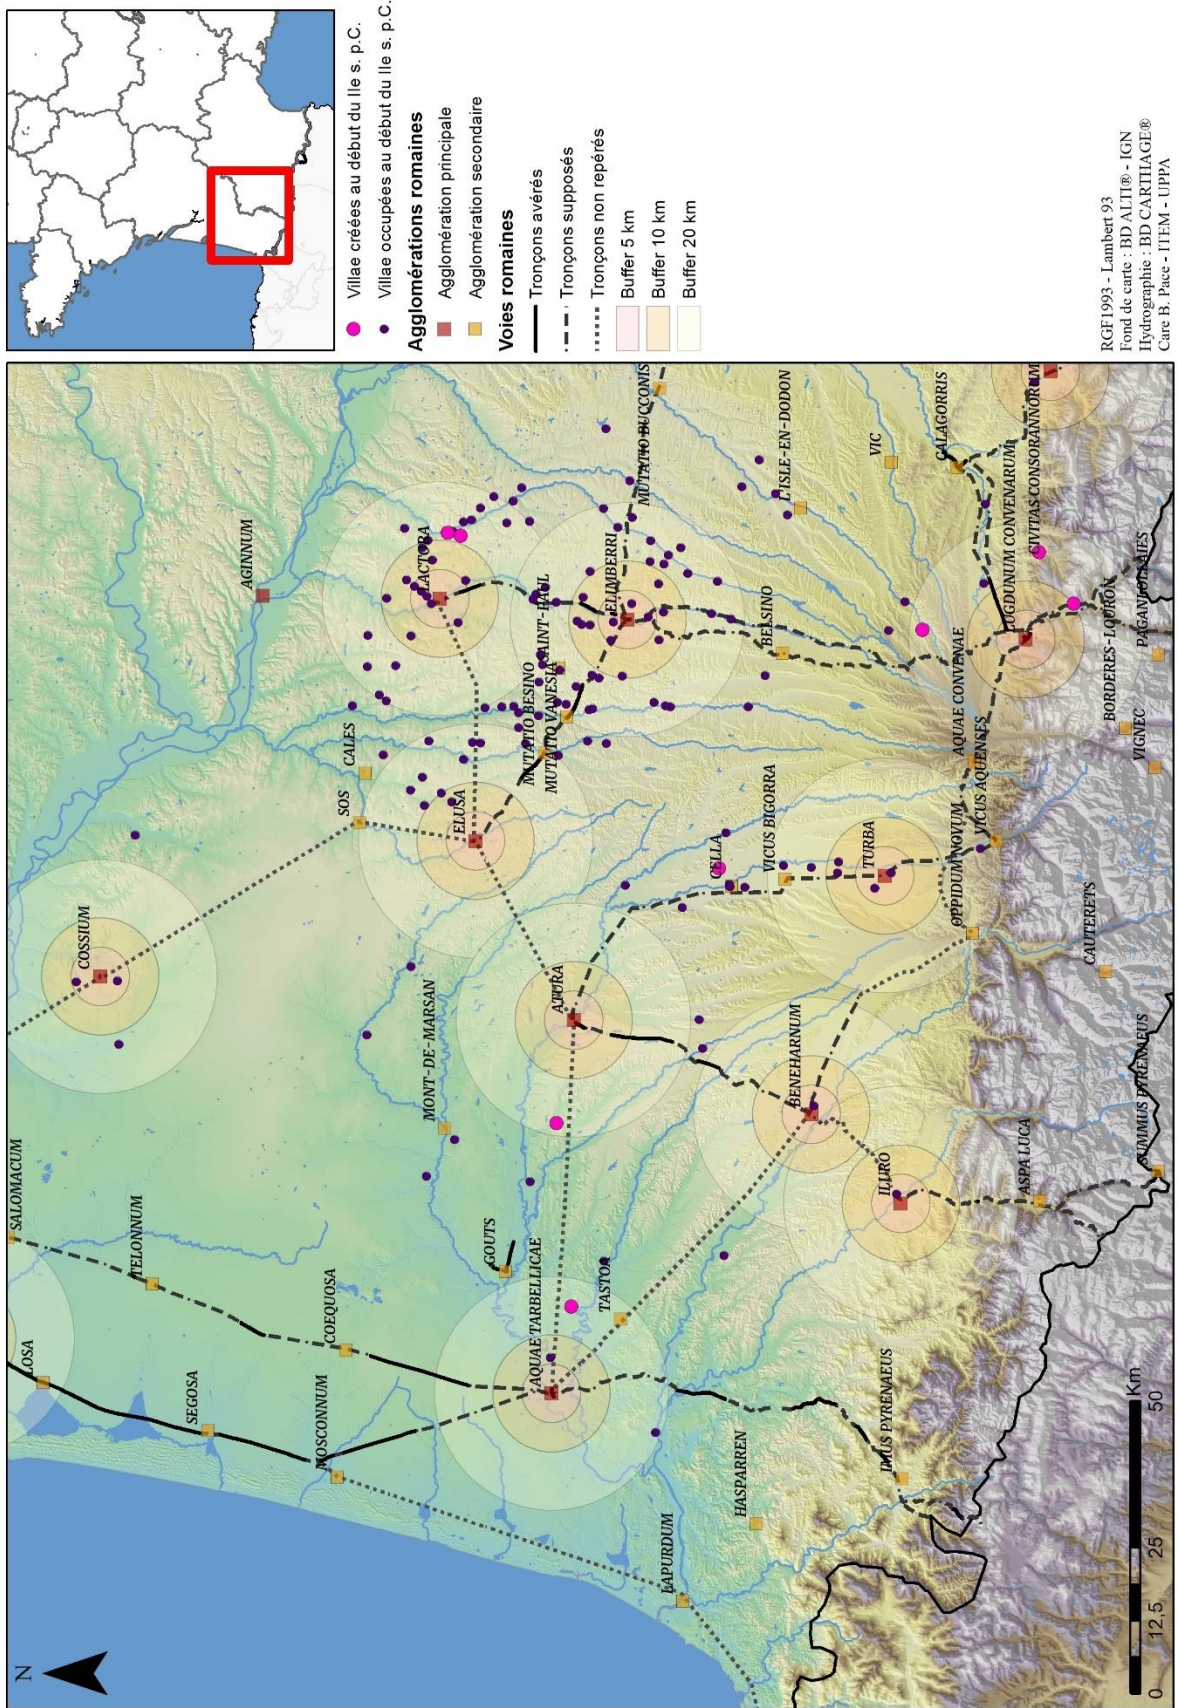 N
SALOMACUM
LOSA
TELONNUM
SEGOSA
COEQUOSA
MOSCONNUM
COSSIUM
AGINNUM
SOS
CALES
MONT-DE-MARSAN
GOUTS
ELUSA
LACTORA
MUTATIO BESINO
MUTATIO VANESIA
SAINT-PAUL
ELIMBERRI
MUTATIO BUCCONIS
AQUAE TARBELLICAE
ATURA
TASTOA
LAPURDUM
HASPARREN
CELLA
VICUS BIGORRA
BELSINO
L'ISLE-EN-DODON
VIC
BENEHARNUM
TURBA
ILURO
IMUS PYRENAEUS
OPPIDUM NOVUM
VICUS AQUENSES
AQUAE CONVENAE
LUGDUNUM CONVENARUM
CALAGORRIS
CIVITAS CONSORANNORUM
ASPA LUCA
CAUTERETS
SUMMUS PYRENAEUS
VIGNEC
BORDERES-LOURON
0 12,5 25 50 Km
Villae créées au début du IIe s. p.C.
Villae occupées au début du IIe s. p.C.
Agglomérations romaines
Agglomération principale
Agglomération secondaire
Voies romaines
Tronçons avérés
Tronçons supposés
Tronçons non repérés
Buffer 5 km
Buffer 10 km
Buffer 20 km
RGF1993 - Lambert 93
Fond de carte : BD ALTI® - IGN
Hydrographie : BD CARTHAGE®
Care B. Pace - ITEM - UPPA